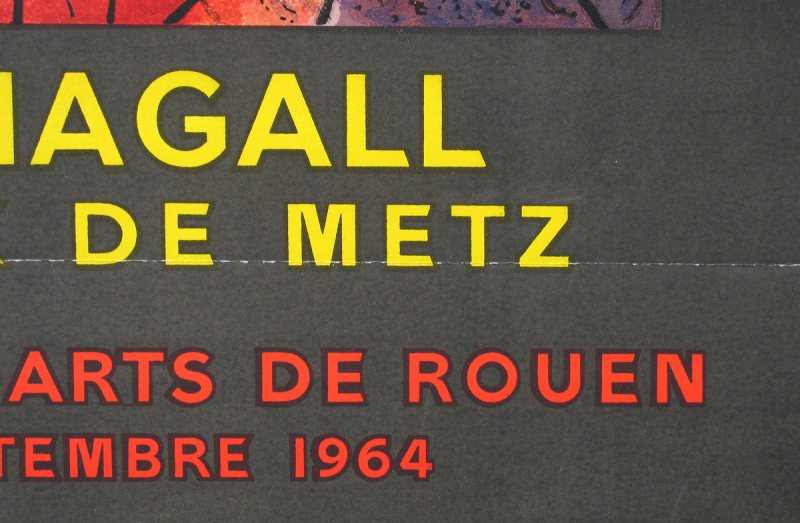 HAGALL
X DE METZ
ARTS DE ROUEN
TEMBRE 1964